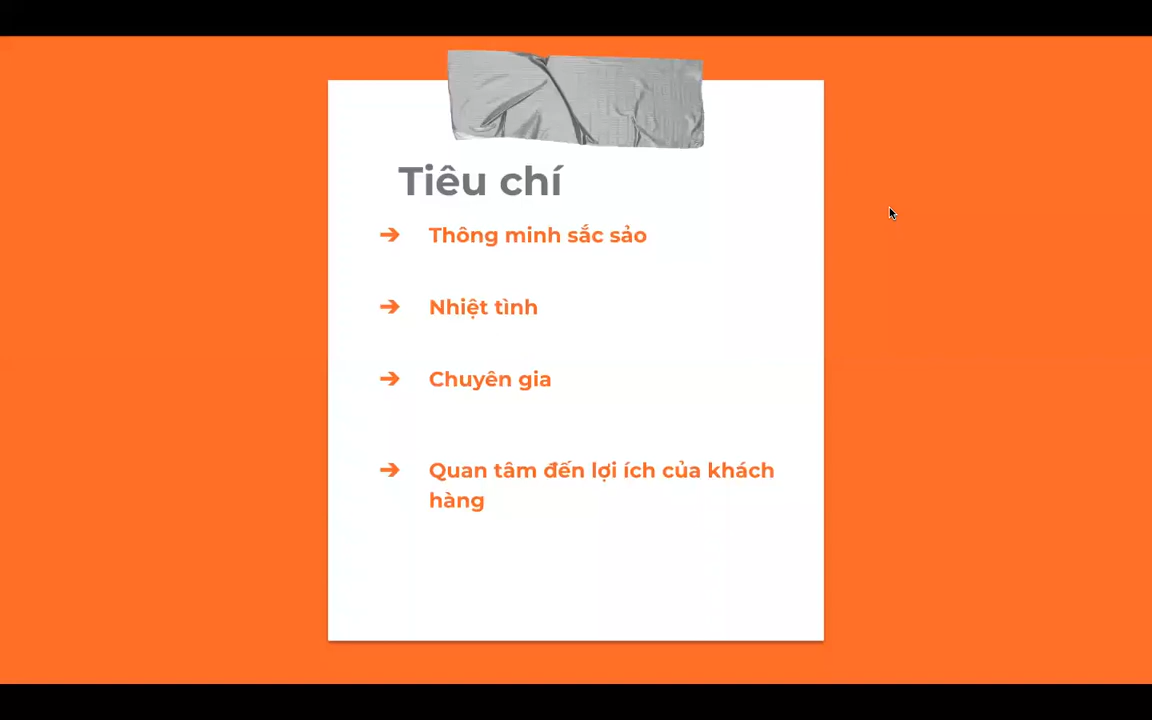 Tiêu chí
➔ Thông minh sắc sảo
➔ Nhiệt tình
➔ Chuyên gia
➔ Quan tâm đến lợi ích của khách
hàng